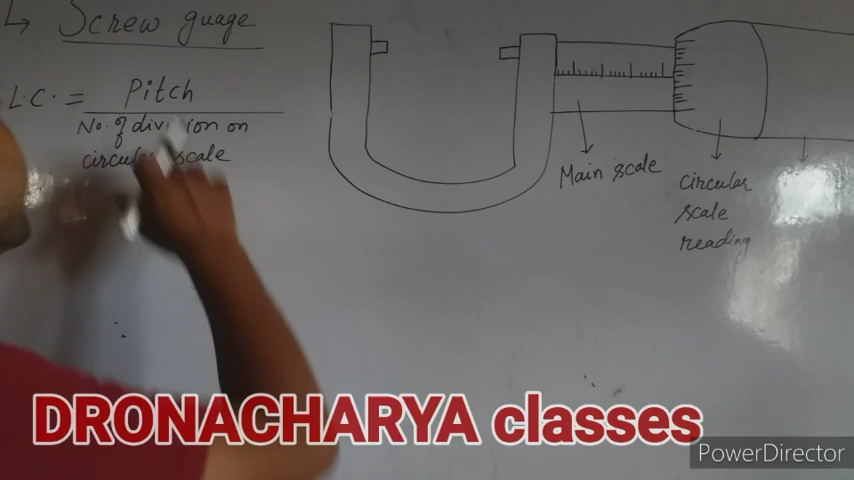 Screw guage
L.C. = Pitch
No. of division on
circular scale
Main scale
circular
scale
reading
DRONACHARYA classes
PowerDirector